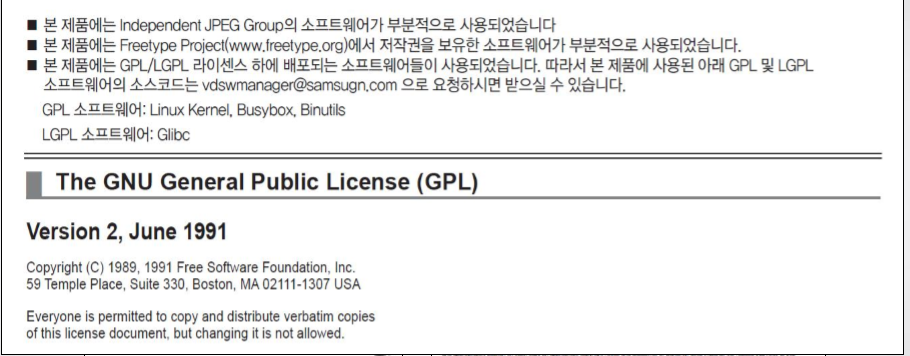 ■ 본 제품에는 Independent JPEG Group의 소프트웨어가 부분적으로 사용되었습니다
■ 본 제품에는 Freetype Project(www.freetype.org)에서 저작권을 보유한 소프트웨어가 부분적으로 사용되었습니다.
■ 본 제품에는 GPL/LGPL 라이센스 하에 배포되는 소프트웨어들이 사용되었습니다. 따라서 본 제품에 사용된 아래 GPL 및 LGPL
소프트웨어의 소스코드는 vdswmanager@samsugn.com 으로 요청하시면 받으실 수 있습니다.
GPL 소프트웨어: Linux Kernel, Busybox, Binutils
LGPL 소프트웨어: Glibc
The GNU General Public License (GPL)
Version 2, June 1991
Copyright (C) 1989, 1991 Free Software Foundation, Inc.
59 Temple Place, Suite 330, Boston, MA 02111-1307 USA
Everyone is permitted to copy and distribute verbatim copies
of this license document, but changing it is not allowed.